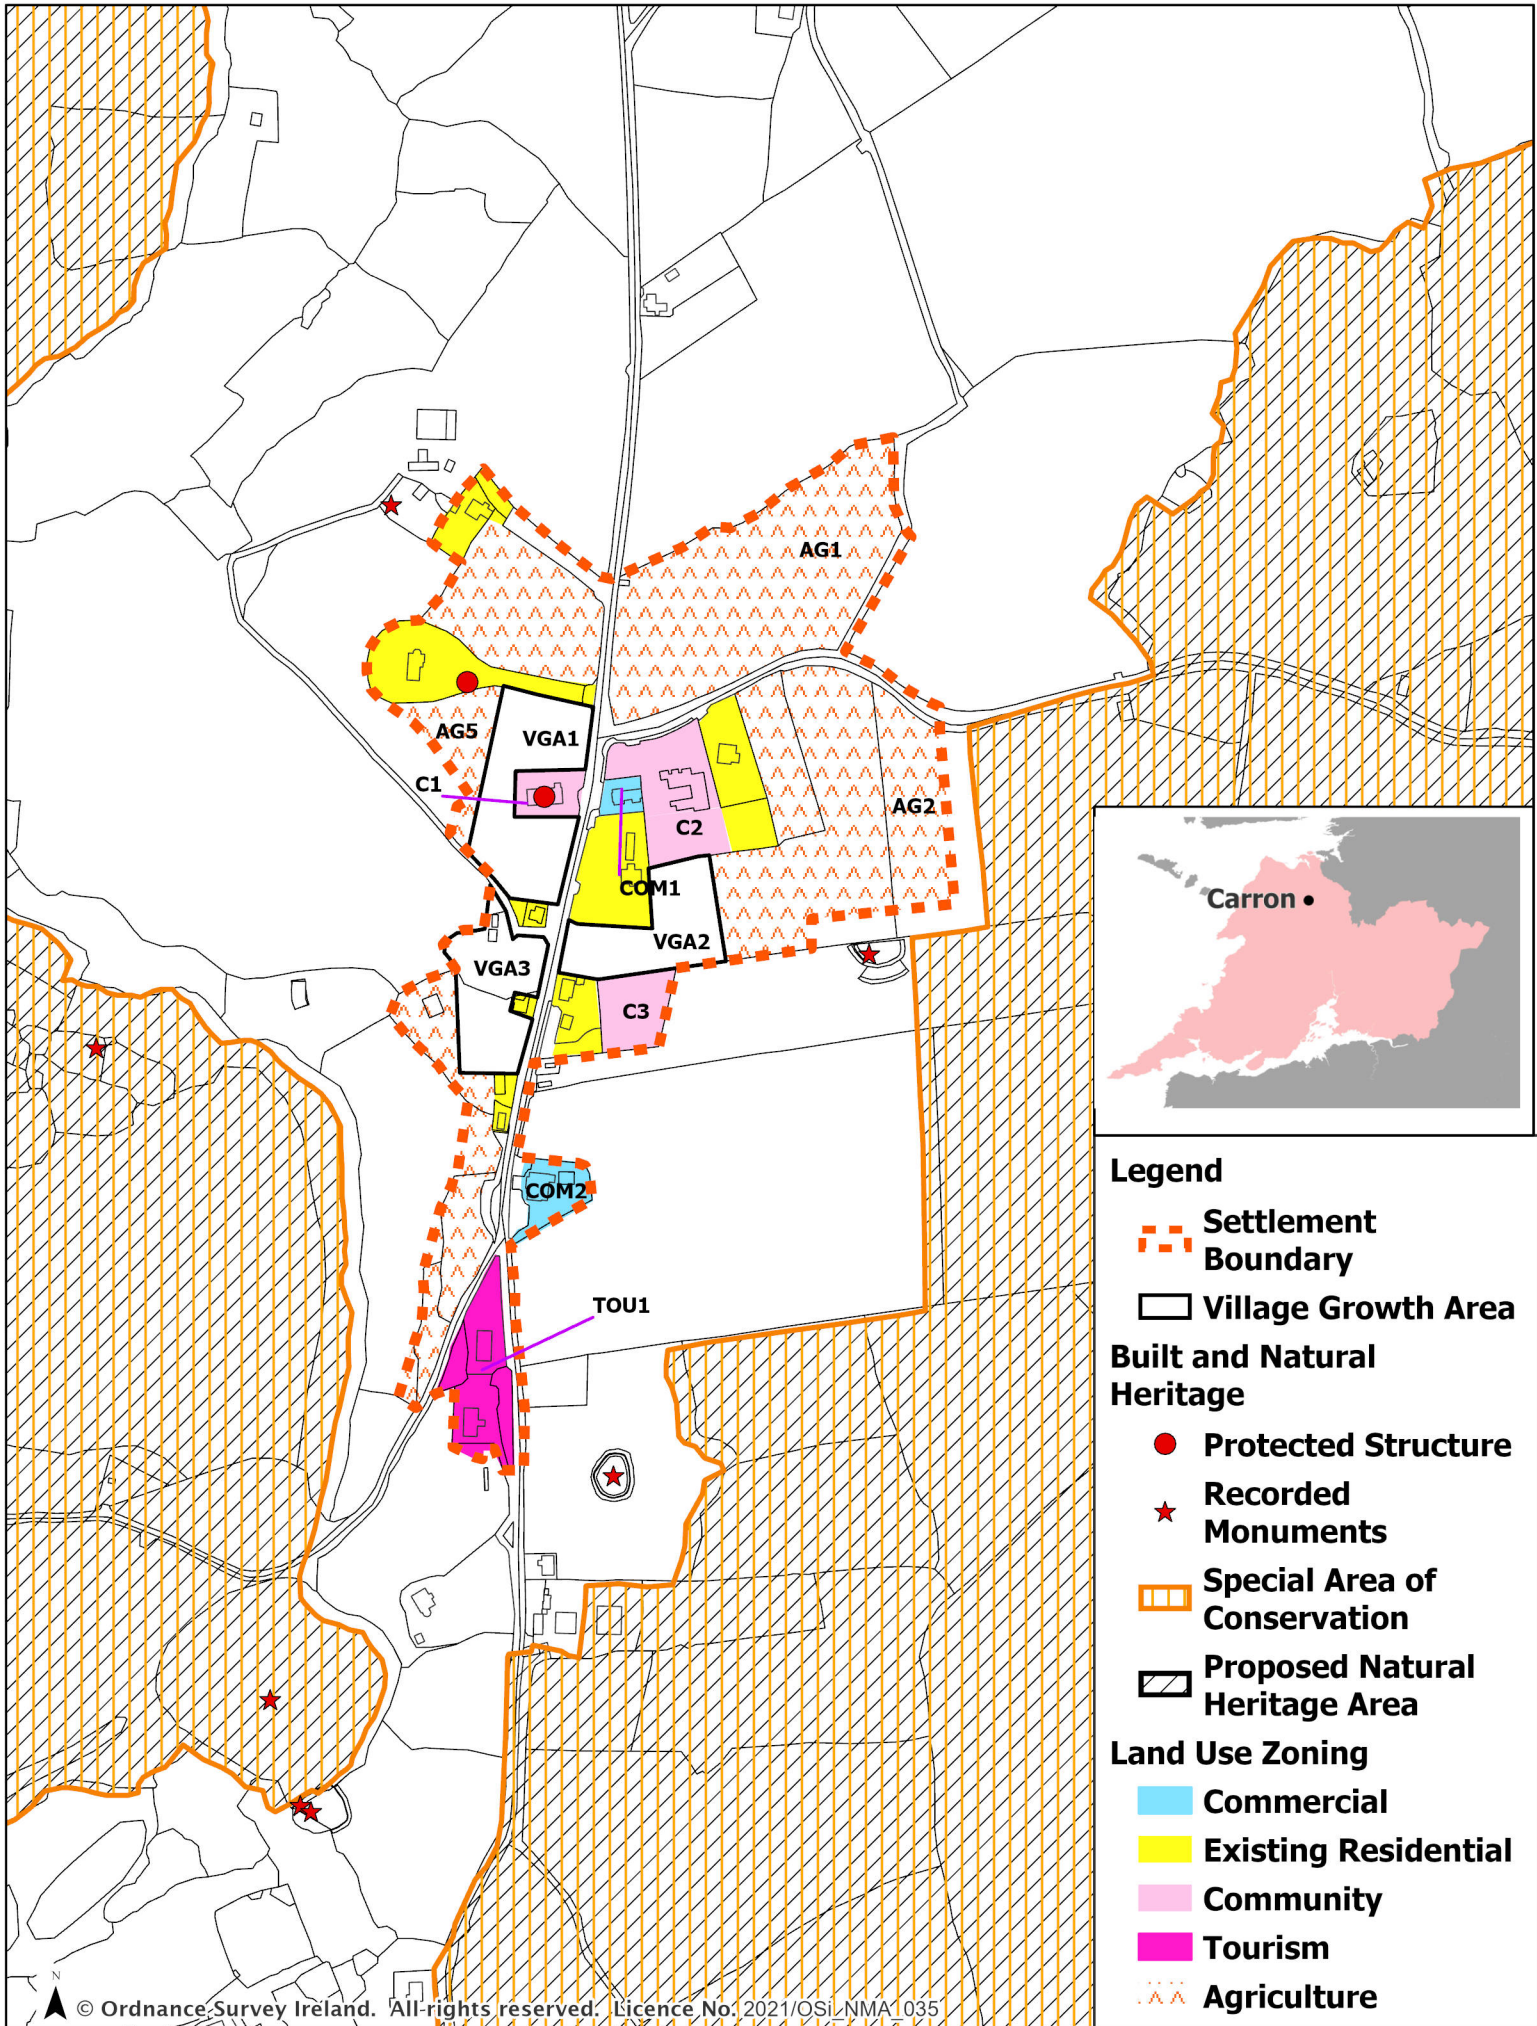 AG1
AG5
VGA1
C1
AG2
C2
COM1
VGA2
VGA3
C3
COM2
TOU1
Carron
Legend
Settlement
Boundary
Village Growth Area
Built and Natural
Heritage
Protected Structure
Recorded
Monuments
Special Area of
Conservation
Proposed Natural
Heritage Area
Land Use Zoning
Commercial
Existing Residential
Community
Tourism
Agriculture
N
© Ordnance Survey Ireland. All rights reserved. Licence No. 2021/OSi_NMA_035